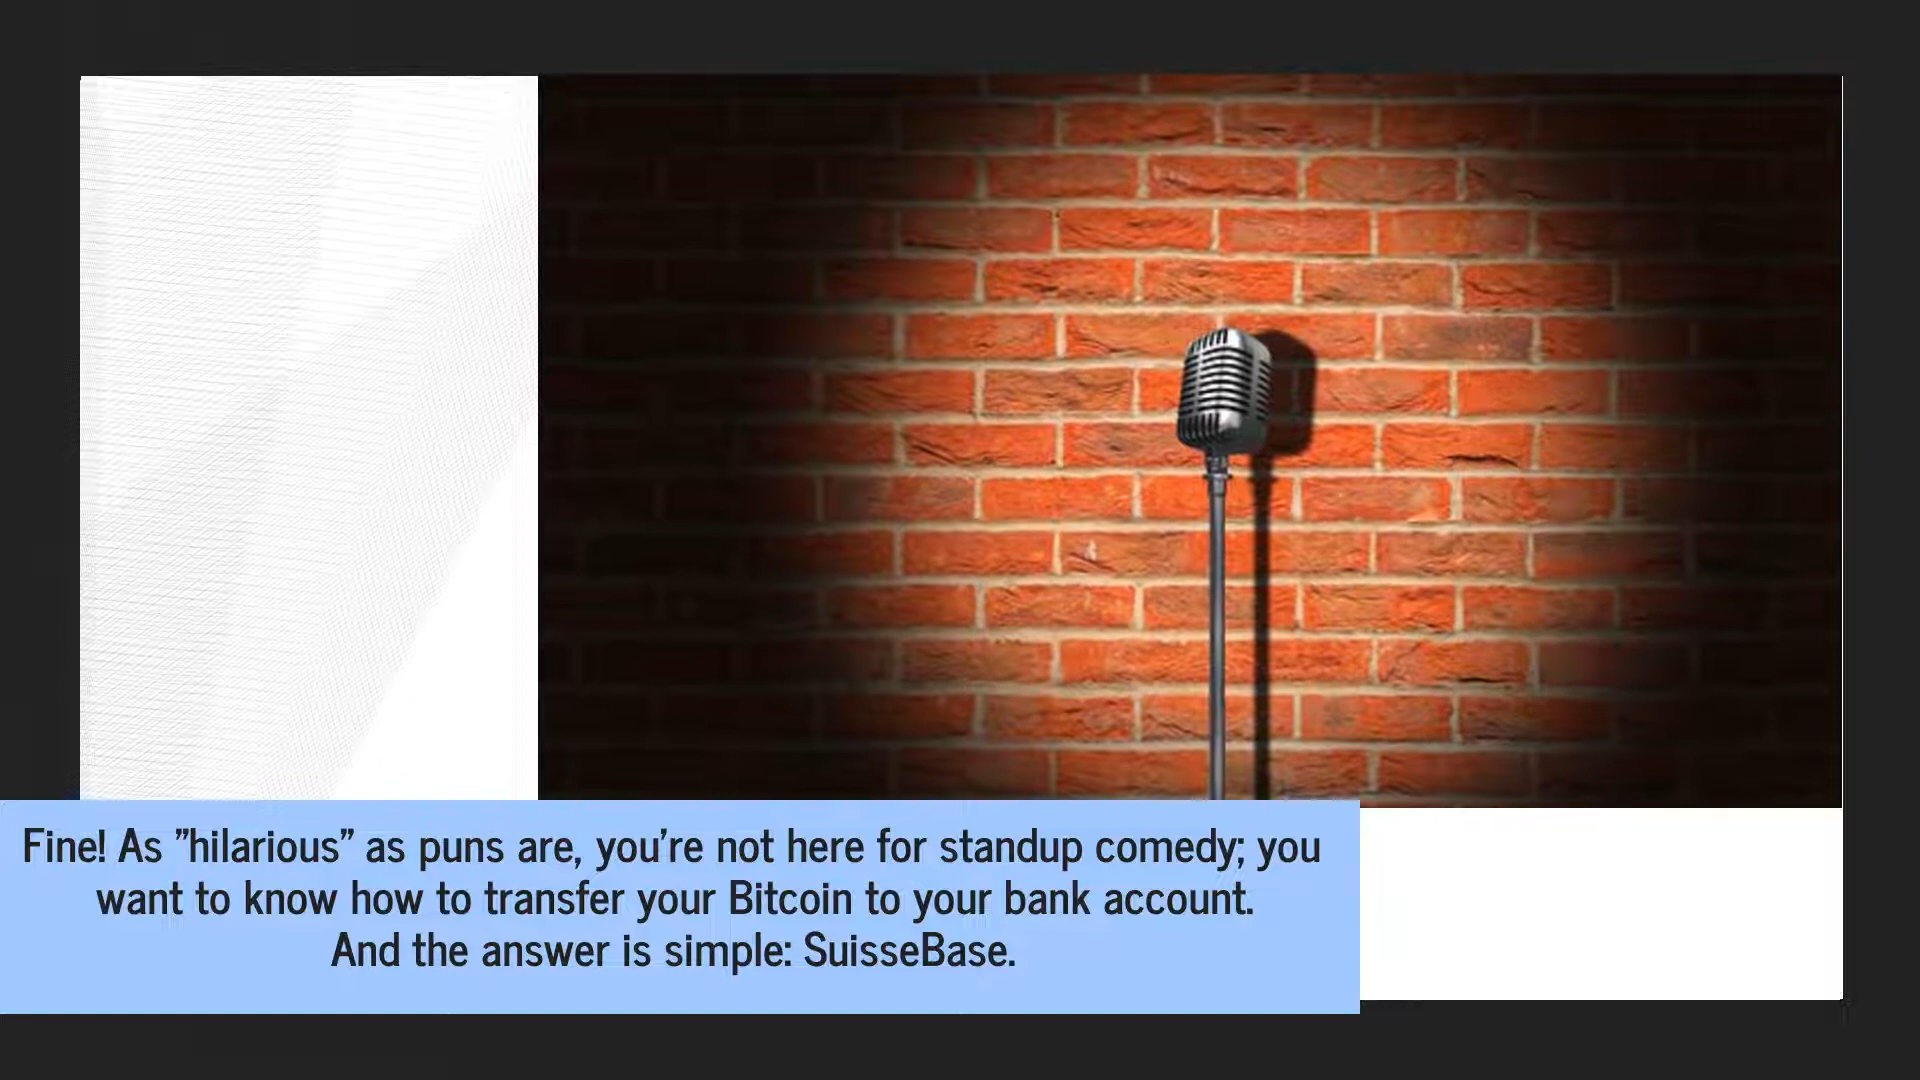 Fine! As ”hilarious” as puns are, you’re not here for standup comedy; you
want to know how to transfer your Bitcoin to your bank account.
And the answer is simple: SuisseBase.